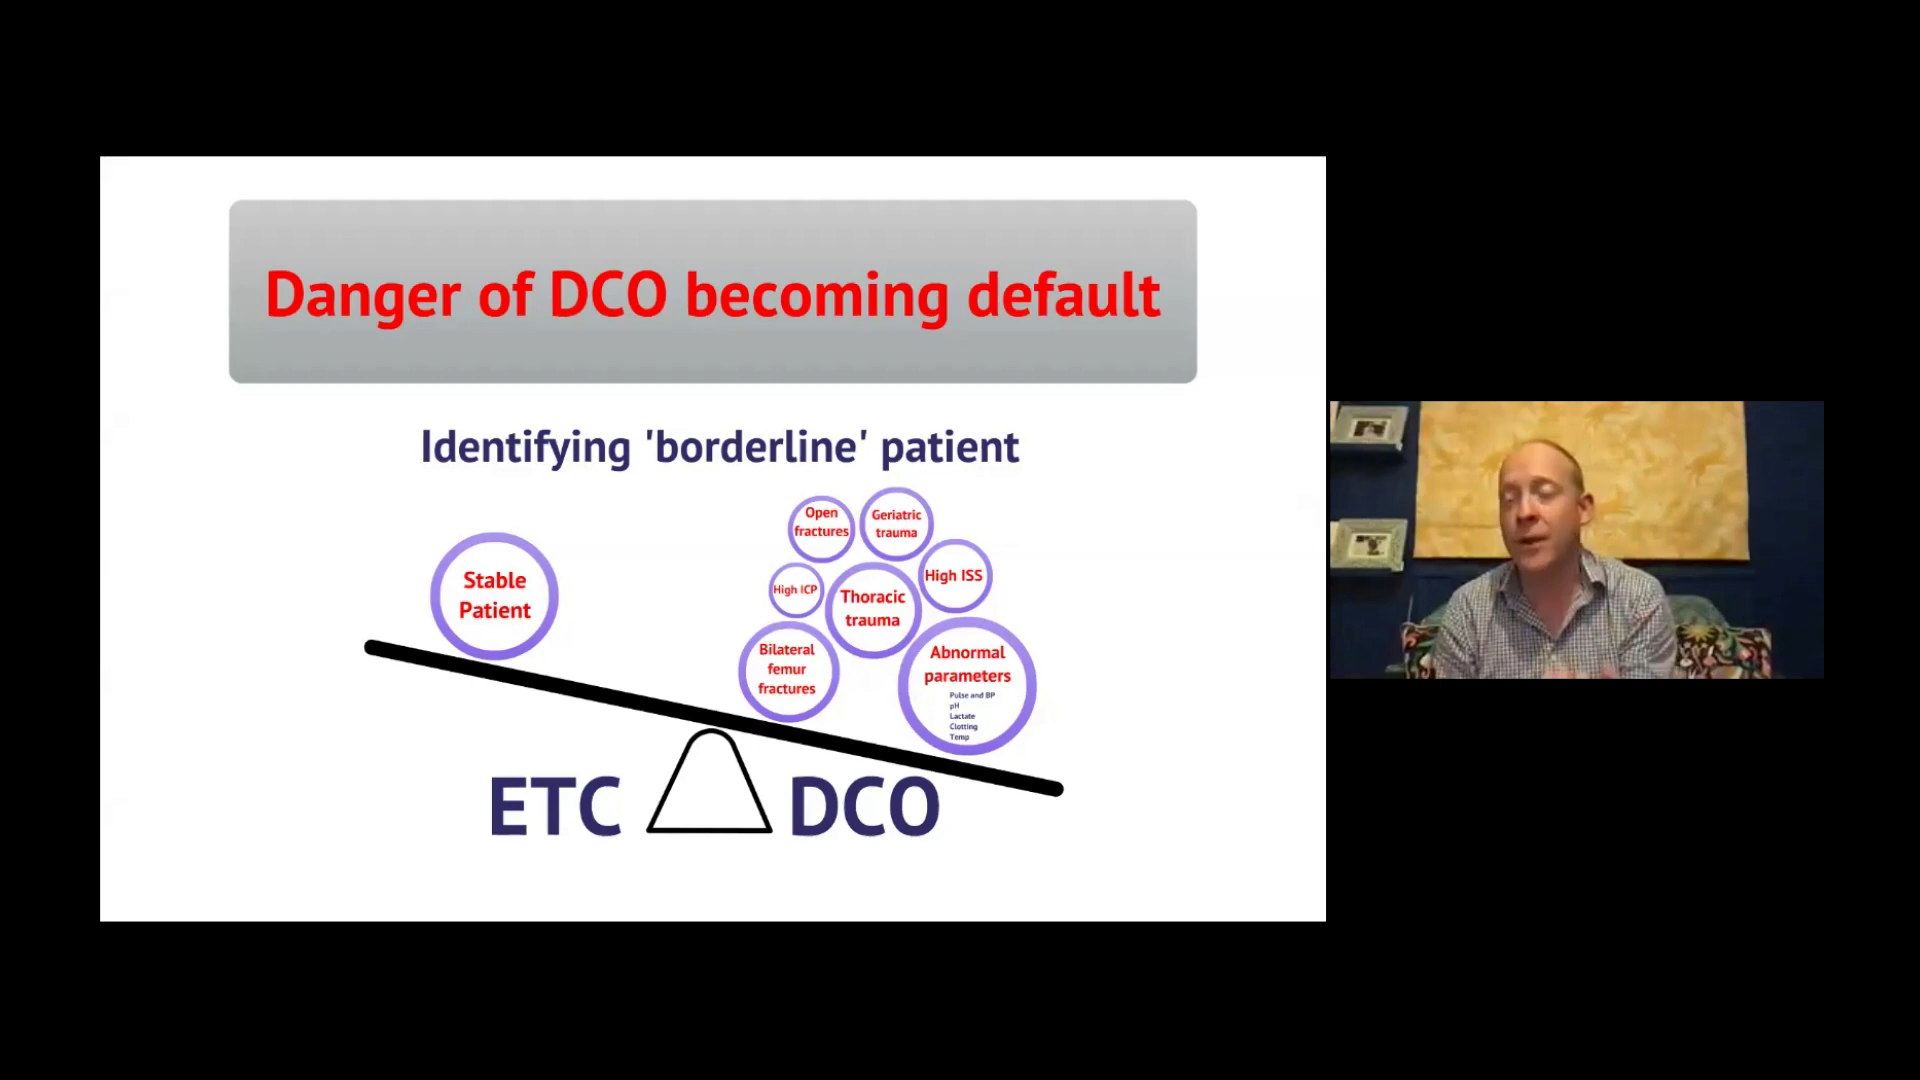 Danger of DCO becoming default
Identifying 'borderline' patient
Stable
Patient
Open
fractures
Geriatric
trauma
High ICP
Thoracic
trauma
High ISS
Bilateral
femur
fractures
Abnormal
parameters
Pulse and BP
pH
Lactate
Clotting
Temp
ETC
DCO